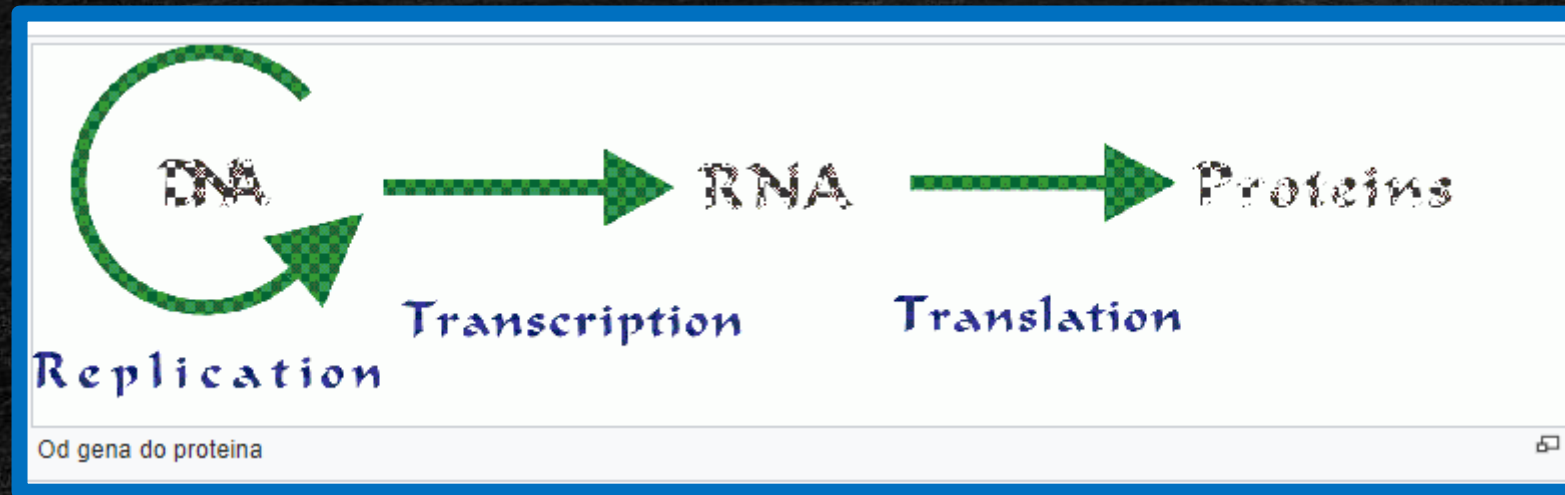 DNA RNA Proteins
Transcription Translation
Replication
Od gena do proteina